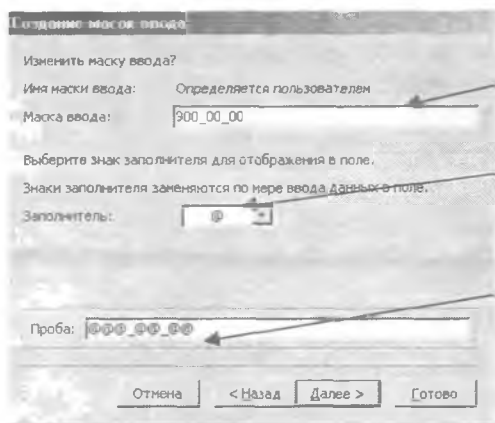 Создание масок ввода
Изменить маску ввода?
Имя маски ввода: Определяется пользователем
Маска ввода: 900_00_00
Выберите знак заполнителя для отображения в поле.
Знаки заполнителя заменяются по мере ввода данных в поле.
Заполнитель: @
Проба: @@@_@@_@@
Отмена < Назад Далее > Готово